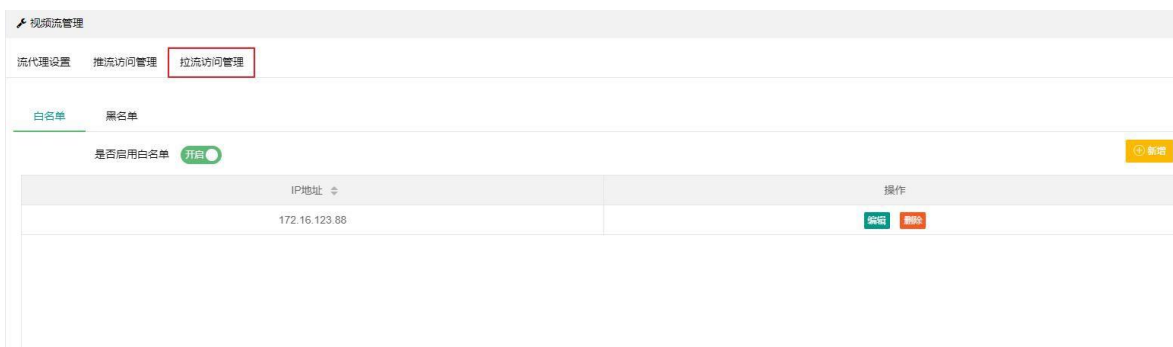 视频流管理
流代理设置 推流访问管理 拉流访问管理
白名单 黑名单
是否启用白名单 开启 新增
IP地址 操作
172.16.123.88 编辑 删除